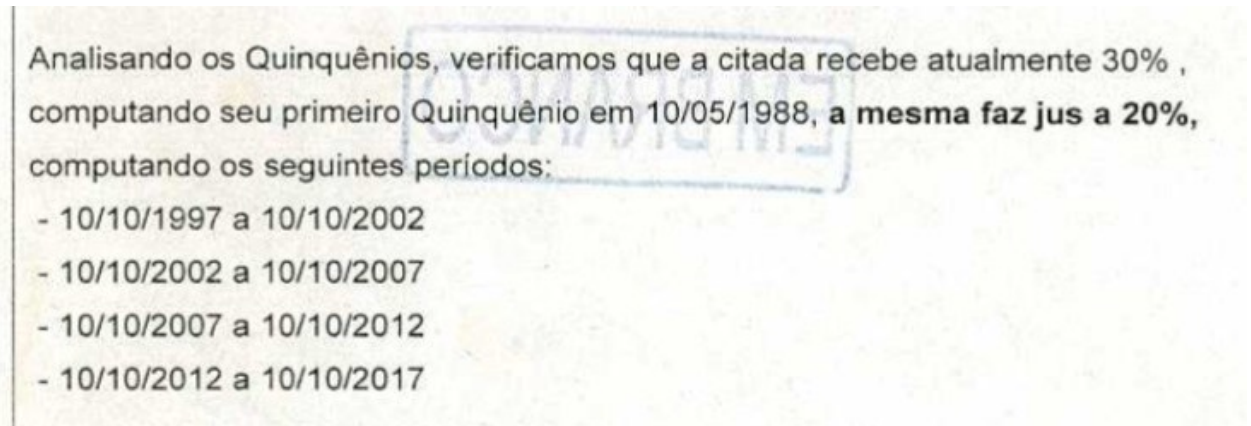 Analisando os Quinquênios, verificamos que a citada recebe atualmente 30% ,
computando seu primeiro Quinquênio em 10/05/1988, a mesma faz jus a 20%,
computando os seguintes períodos:
- 10/10/1997 a 10/10/2002
- 10/10/2002 a 10/10/2007
- 10/10/2007 a 10/10/2012
- 10/10/2012 a 10/10/2017
EM BRANCO